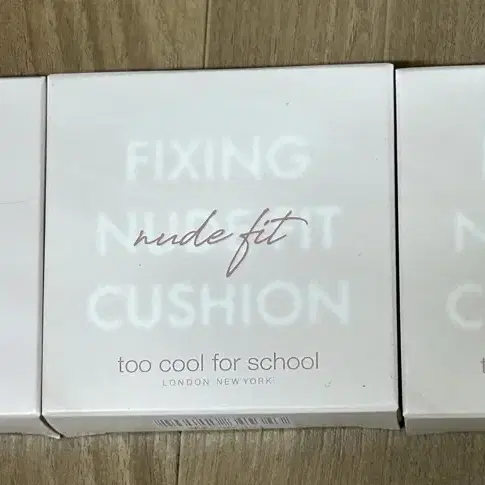 FIXING
NUDE FIT
nude fit
CUSHION
too cool for school
LONDON NEW YORK
F
N
C
t